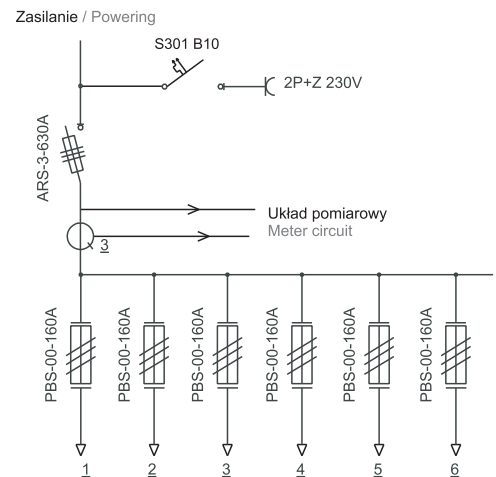 Zasilanie / Powering
S301 B10
2P+Z 230V
ARS-3-630A
Układ pomiarowy
Meter circuit
3
PBS-00-160A
PBS-00-160A
PBS-00-160A
PBS-00-160A
PBS-00-160A
PBS-00-160A
1
2
3
4
5
6